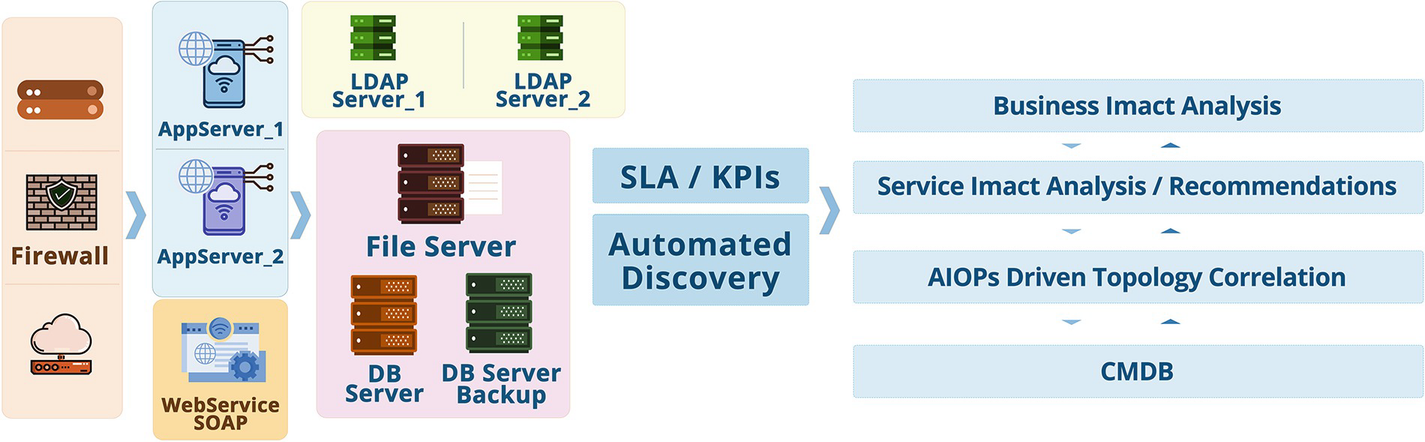 Firewall
AppServer_1
AppServer_2
WebService
SOAP
LDAP
Server_1
LDAP
Server_2
File Server
DB
Server
DB Server
Backup
SLA / KPIs
Automated
Discovery
Business Imact Analysis
Service Imact Analysis / Recommendations
AIOPs Driven Topology Correlation
CMDB